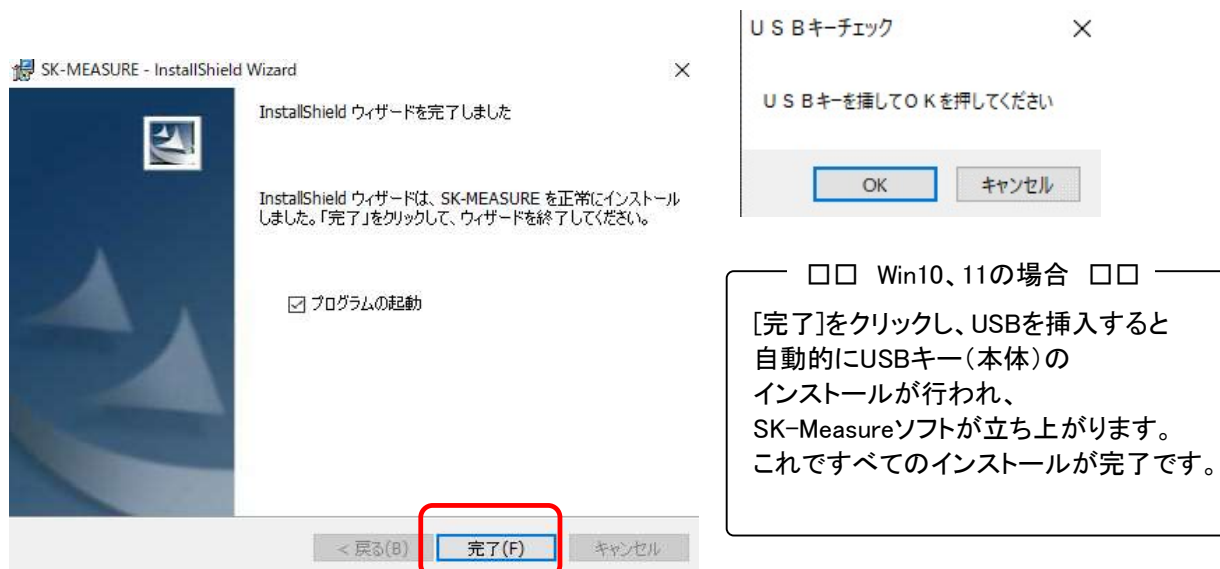 SK-MEASURE - InstallShield Wizard
InstallShield ウィザードを完了しました
InstallShield ウィザードは、SK-MEASURE を正常にインストール
しました。「完了」をクリックして、ウィザードを終了してください。
プログラムの起動
< 戻る(B)
完了(F)
キャンセル
USBキーチェック
USBキーを挿してOKを押してください
OK
キャンセル
□□ Win10、11の場合 □□
[完了]をクリックし、USBを挿入すると
自動的にUSBキー(本体)の
インストールが行われ、
SK-Measureソフトが立ち上がります。
これですべてのインストールが完了です。